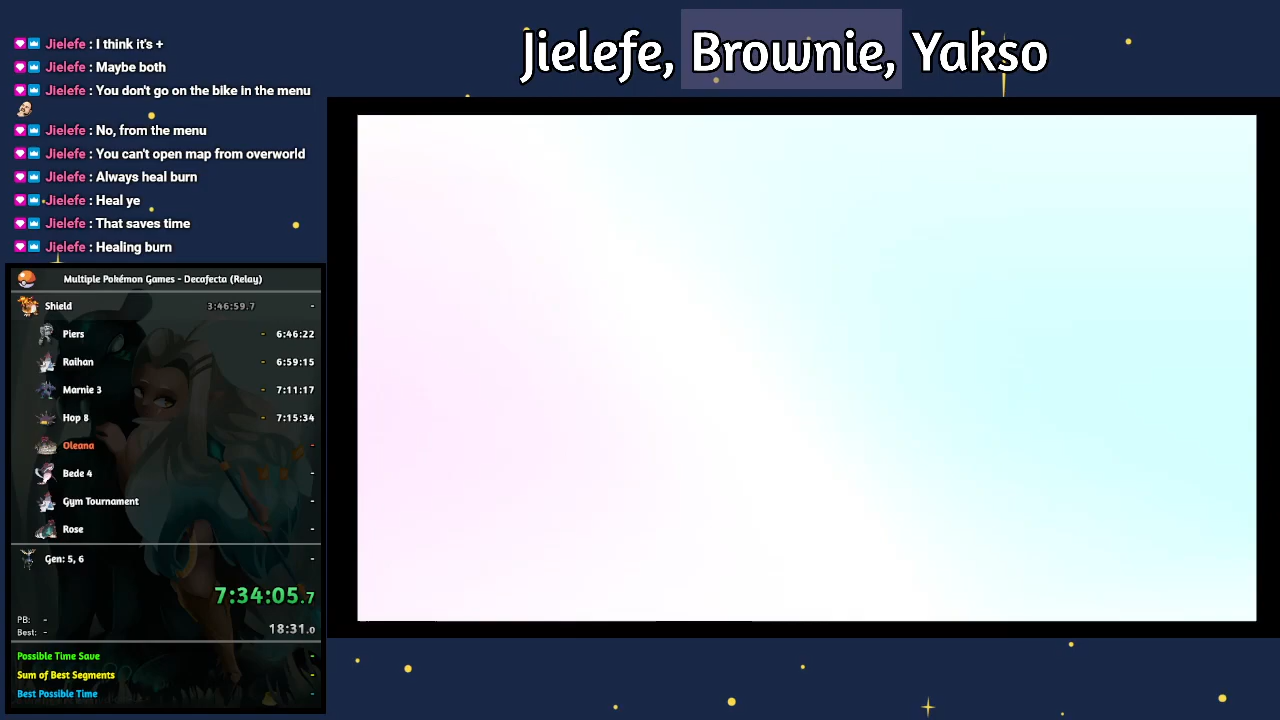 Jielefe, Brownie, Yakso
Jielefe : I think it's +
Jielefe : Maybe both
Jielefe : You don't go on the bike in the menu
Jielefe : No, from the menu
Jielefe : You can't open map from overworld
Jielefe : Always heal burn
Jielefe : Heal ye
Jielefe : That saves time
Jielefe : Healing burn
Multiple Pokémon Games - Decafecta (Relay)
Shield 3:46:59.7 -
Piers - 6:46:22
Raihan - 6:59:15
Marnie 3 - 7:11:17
Hop 8 - 7:15:34
Oleana -
Bede 4 -
Gym Tournament -
Rose -
Gen: 5, 6 -
7:34:05.7
PB: -
Best: - 18:31.0
Possible Time Save -
Sum of Best Segments -
Best Possible Time -